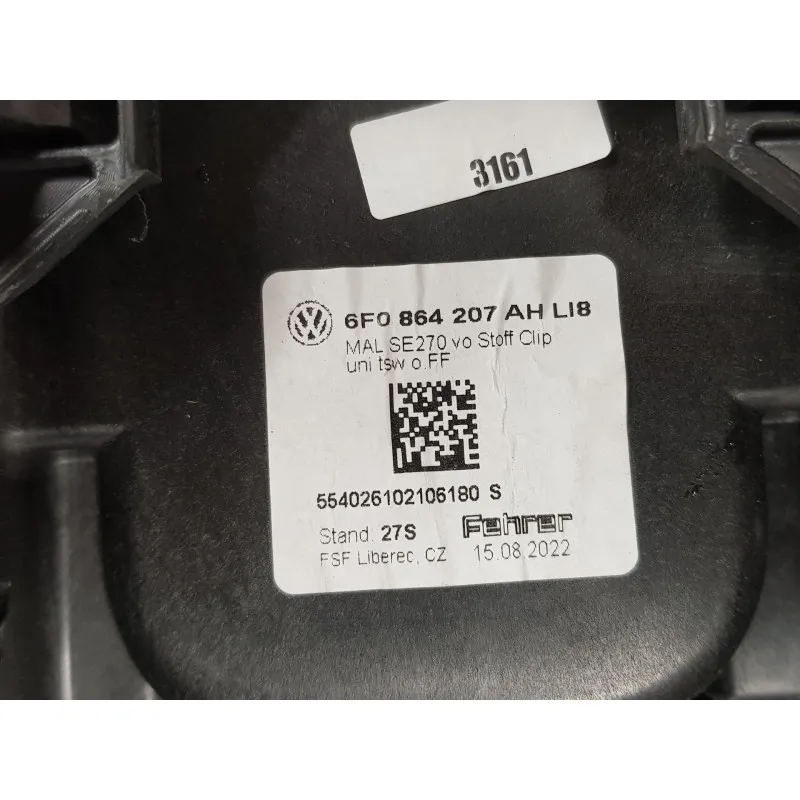 3161
6F0 864 207 AH LI8
MAL SE270 vo Stoff Clip
uni tsw o.FF
554026102106180 S
Stand. 27S Fehrer
FSF Liberec, CZ 15.08.2022